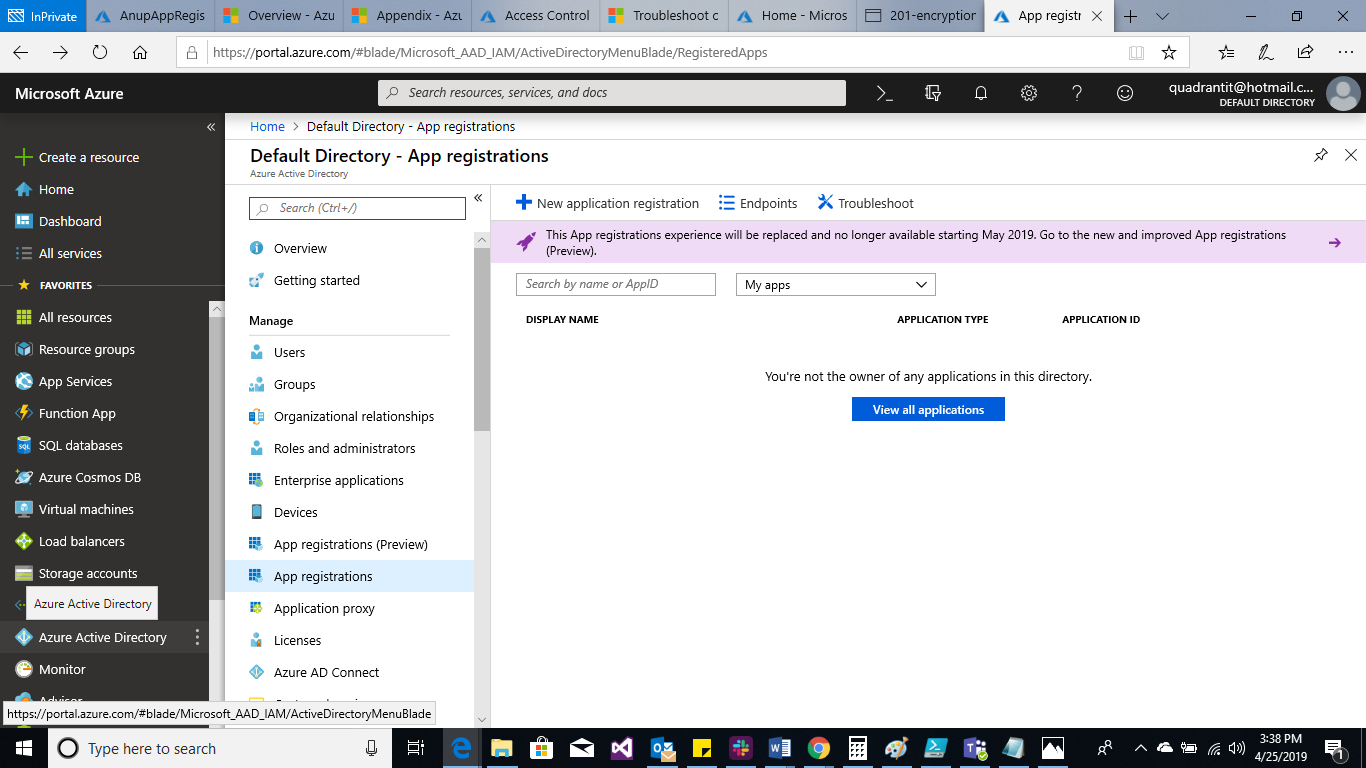 InPrivate
AnupAppRegis
Overview - Azu
Appendix - Azu
Access Control
Troubleshoot c
Home - Micros
201-encryption
App registr
https://portal.azure.com/#blade/Microsoft_AAD_IAM/ActiveDirectoryMenuBlade/RegisteredApps
Microsoft Azure
Search resources, services, and docs
quadrantit@hotmail.c...
DEFAULT DIRECTORY
Create a resource
Home
Dashboard
All services
FAVORITES
All resources
Resource groups
App Services
Function App
SQL databases
Azure Cosmos DB
Virtual machines
Load balancers
Storage accounts
Azure Active Directory
Azure Active Directory
Monitor
https://portal.azure.com/#blade/Microsoft_AAD_IAM/ActiveDirectoryMenuBlade
Home > Default Directory - App registrations
Default Directory - App registrations
Azure Active Directory
Search (Ctrl+/)
Overview
Getting started
Manage
Users
Groups
Organizational relationships
Roles and administrators
Enterprise applications
Devices
App registrations (Preview)
App registrations
Application proxy
Licenses
Azure AD Connect
New application registration
Endpoints
Troubleshoot
This App registrations experience will be replaced and no longer available starting May 2019. Go to the new and improved App registrations
(Preview).
Search by name or AppID
My apps
DISPLAY NAME
APPLICATION TYPE
APPLICATION ID
You're not the owner of any applications in this directory.
View all applications
Type here to search
3:38 PM
4/25/2019